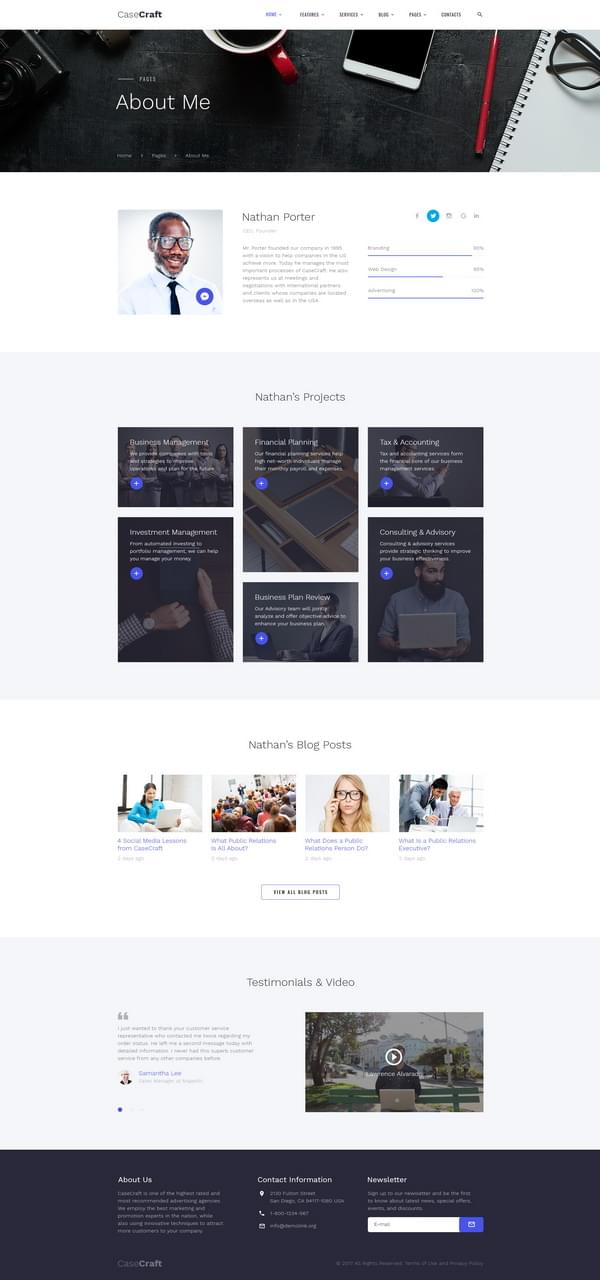 CaseCraft
HOME FEATURES SERVICES BLOG PAGES CONTACTS
PAGES
About Me
Home Pages About Me
Nathan Porter
CEO, Founder
Mr. Porter founded our company in 1995
with a vision to help companies in the US
achieve more. Today he manages the most
important processes of CaseCraft. He also
represents us at meetings and
negotiations with international partners
and clients whose companies are located
overseas as well as in the USA.
Branding
Web Design
Advertising 100%
Nathan's Projects
Business Management
We provide companies with tools
and strategies to improve
operations and plan for the future.
Financial Planning
Our financial planning services help
high net-worth individuals manage
their monthly payroll and expenses.
Tax & Accounting
Tax and accounting services form
the financial core of our business
management services.
Investment Management
From automated investing to
portfolio management, we can help
you manage your money.
Business Plan Review
Our Advisory team will jointly
analyze and offer objective advice to
enhance your business plan.
Consulting & Advisory
Consulting & advisory services
provide strategic thinking to improve
your business effectiveness.
Nathan's Blog Posts
4 Social Media Lessons
from CaseCraft
2 days ago
What Public Relations
Is All About?
2 days ago
What Does a Public
Relations Person Do?
2 days ago
What Is a Public Relations
Executive?
days ago
VIEW ALL BLOG POSTS
Testimonials & Video
I just wanted to thank your customer service
representative who contacted me twice regarding my
order status. He left me a second message today with
detailed information. I never had this superb customer
service from any other companies before.
Samantha Lee
Sales Manager at
Lawrence Alvarado
About Us
CaseCraft is one of the highest rated and
most recommended advertising agencies.
We employ the best marketing and
promotion experts in the nation, while
also using innovative techniques to attract
more customers to your company.
Contact Information
2130 Fulton Street
San Diego, CA 94117-1080 USA
1-800-1234-567
info@demolink.org
Newsletter
Sign up to our newsletter and be the first
to know about latest news, special offers,
events, and discounts.
E-mail
CaseCraft
© 2017 All Rights Reserved. Terms of Use and Privacy Policy